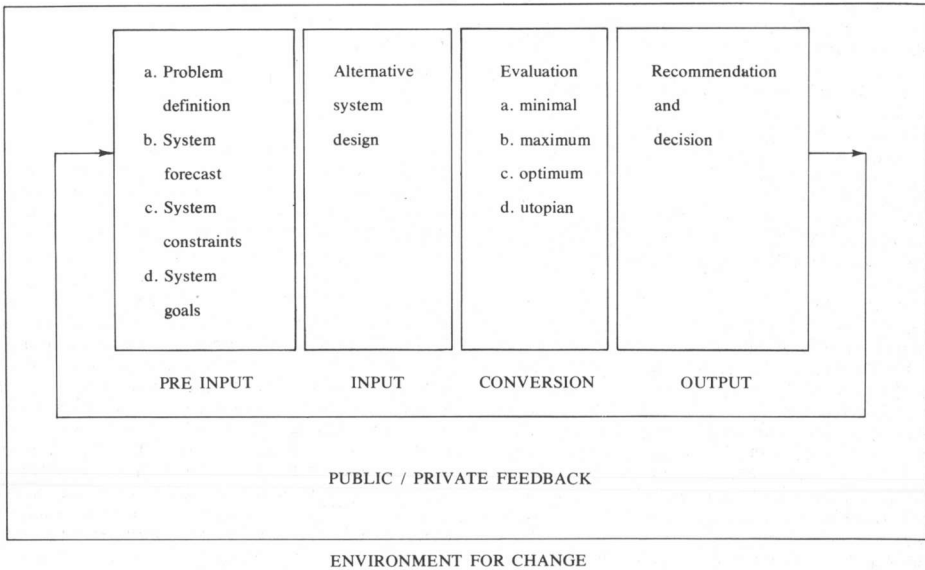 a. Problem
definition
b. System
forecast
c. System
constraints
d. System
goals
Alternative
system
design
Evaluation
a. minimal
b. maximum
c. optimum
d. utopian
Recommendation
and
decision
PRE INPUT
INPUT
CONVERSION
OUTPUT
PUBLIC / PRIVATE FEEDBACK
ENVIRONMENT FOR CHANGE